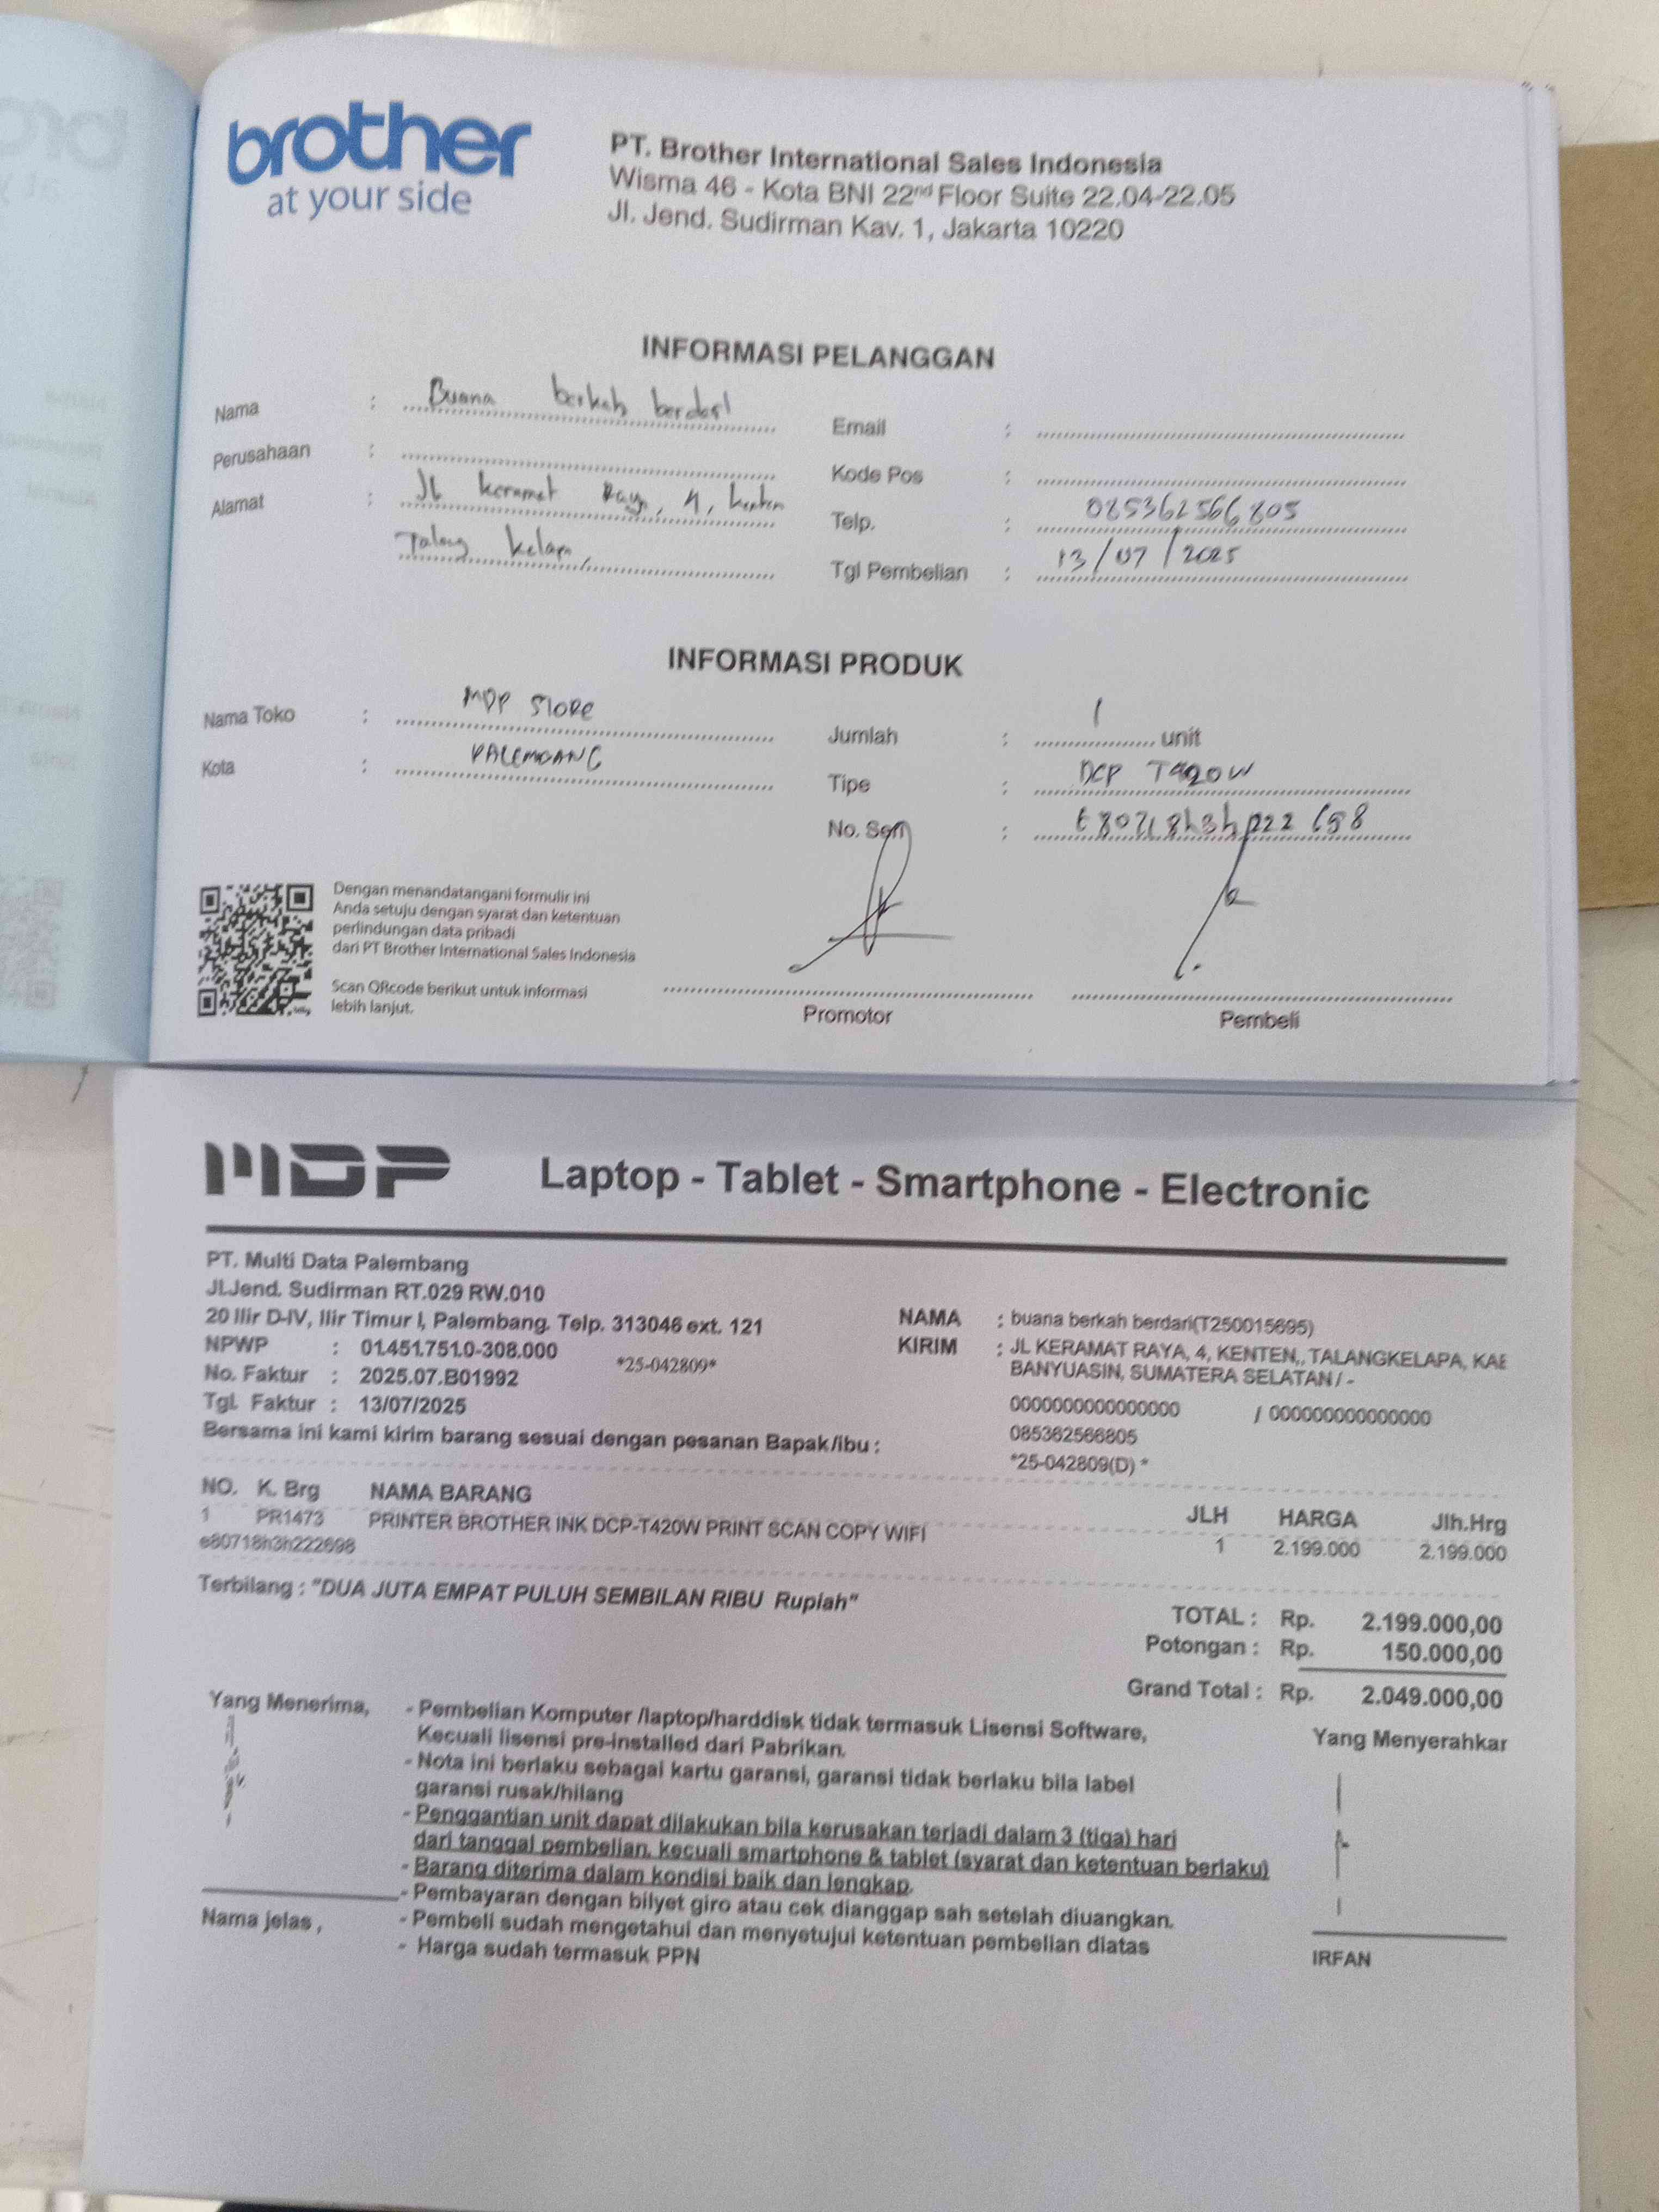 brother
at your side
PT. Brother International Sales Indonesia
Wisma 46 - Kota BNI 22nd Floor Suite 22.04-22.05
Jl. Jend. Sudirman Kav. 1, Jakarta 10220
INFORMASI PELANGGAN
Nama : Buana berkah berdari
Perusahaan :
Alamat : Jl. keramat Raya, 4, kenten
Talang kelapa,
Email :
Kode Pos :
Telp. : 085362566805
Tgl Pembelian : 13/07/2025
INFORMASI PRODUK
Nama Toko : MDP STORE
Kota : PALEMBANG
Jumlah : 1 unit
Tipe : DCP T420W
No. Seri :
Dengan menandatangani formulir ini
Anda setuju dengan syarat dan ketentuan
perlindungan data pribadi
dari PT Brother International Sales Indonesia
Scan QRcode berikut untuk informasi
lebih lanjut.
Promotor
Pembeli
MDP Laptop - Tablet - Smartphone - Electronic
PT. Multi Data Palembang
Jl.Jend. Sudirman RT.029 RW.010
20 Ilir D-IV, Ilir Timur I, Palembang. Telp. 313046 ext. 121
NPWP : 01.451.751.0-308.000
No. Faktur : 2025.07.B01992
*25-042809*
Tgl. Faktur : 13/07/2025
Bersama ini kami kirim barang sesuai dengan pesanan Bapak/ibu :
NAMA : buana berkah berdari(T250015695)
KIRIM : JL KERAMAT RAYA, 4, KENTEN,, TALANGKELAPA, KAB
BANYUASIN, SUMATERA SELATAN / -
0000000000000000 / 000000000000000
085362566805
*25-042809(D) *
NO. K. Brg NAMA BARANG JLH HARGA Jlh.Hrg
1 PR1473 PRINTER BROTHER INK DCP-T420W PRINT SCAN COPY WIFI 1 2.199.000 2.199.000
e80718h3h222698
Terbilang : "DUA JUTA EMPAT PULUH SEMBILAN RIBU Rupiah"
TOTAL : Rp. 2.199.000,00
Potongan : Rp. 150.000,00
Grand Total : Rp. 2.049.000,00
Yang Menerima,
- Pembelian Komputer /laptop/harddisk tidak termasuk Lisensi Software,
Kecuali lisensi pre-installed dari Pabrikan.
- Nota ini berlaku sebagai kartu garansi, garansi tidak berlaku bila label
garansi rusak/hilang
- Penggantian unit dapat dilakukan bila kerusakan terjadi dalam 3 (tiga) hari
dari tanggal pembelian, kecuali smartphone & tablet (syarat dan ketentuan berlaku)
- Barang diterima dalam kondisi baik dan lengkap.
- Pembayaran dengan bilyet giro atau cek dianggap sah setelah diuangkan.
- Pembeli sudah mengetahui dan menyetujui ketentuan pembelian diatas
- Harga sudah termasuk PPN
Nama jelas ,
Yang Menyerahkar
IRFAN